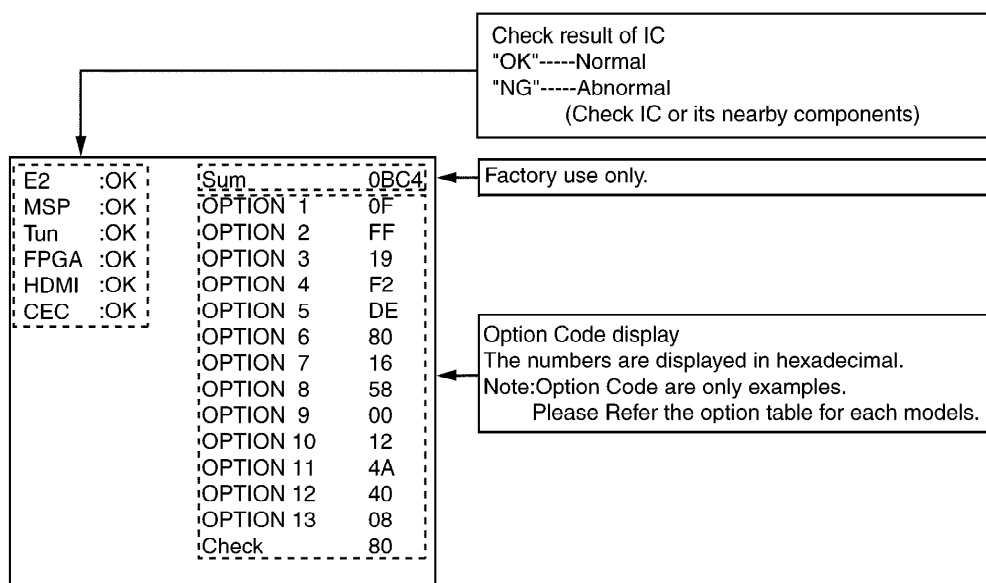 Check result of IC
"OK"-----Normal
"NG"-----Abnormal
(Check IC or its nearby components)
E2 :OK
MSP :OK
Tun :OK
FPGA :OK
HDMI :OK
CEC :OK
Sum 0BC4
OPTION 1 0F
OPTION 2 FF
OPTION 3 19
OPTION 4 F2
OPTION 5 DE
OPTION 6 80
OPTION 7 16
OPTION 8 58
OPTION 9 00
OPTION 10 12
OPTION 11 4A
OPTION 12 40
OPTION 13 08
Check 80
Factory use only.
Option Code display
The numbers are displayed in hexadecimal.
Note:Option Code are only examples.
Please Refer the option table for each models.